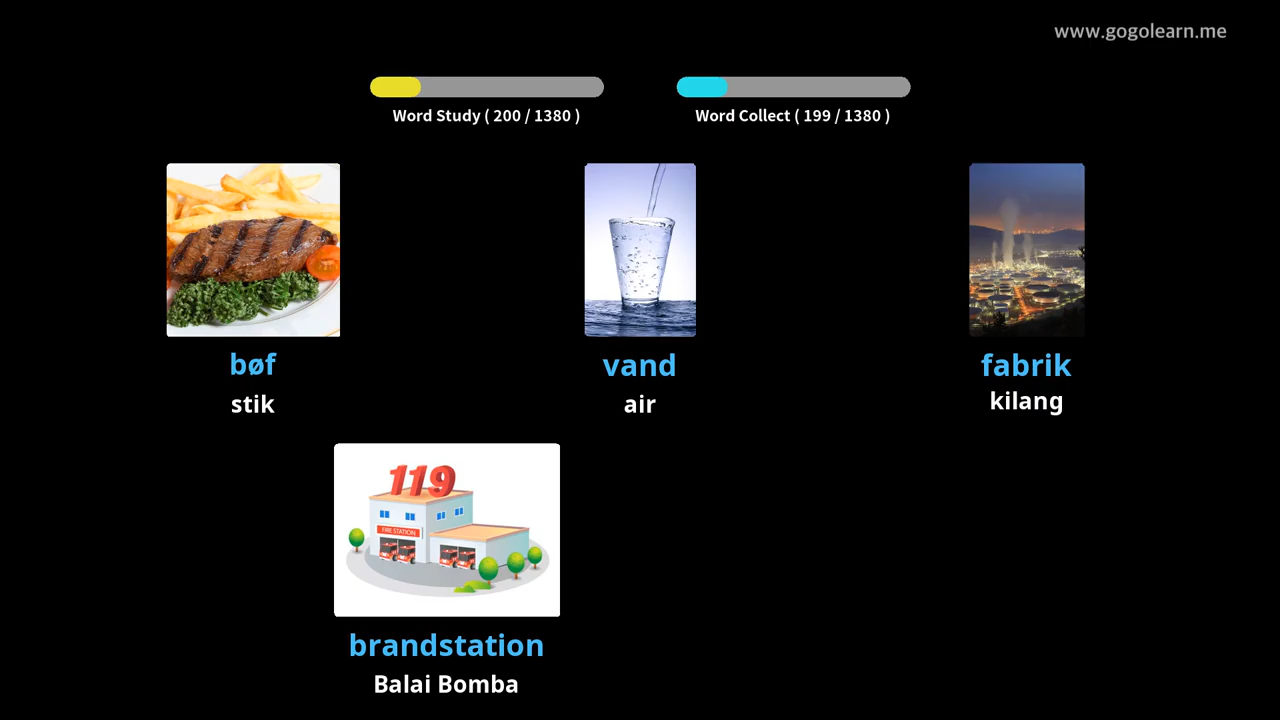 www.gogolearn.me
Word Study ( 200 / 1380 )
Word Collect ( 199 / 1380 )
bøf
stik
vand
air
fabrik
kilang
119
FIRE STATION
brandstation
Balai Bomba